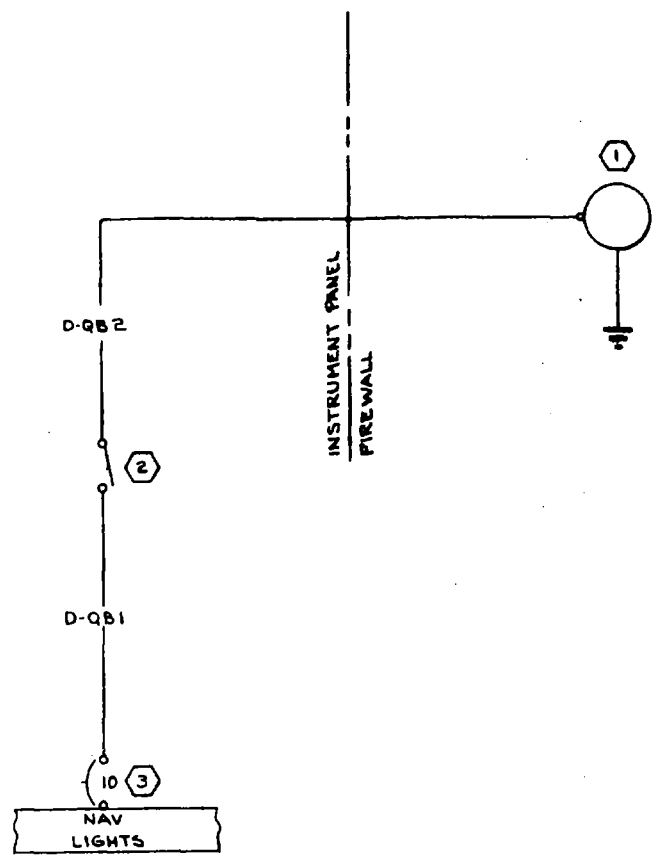 1
D-QB2
INSTRUMENT PANEL
FIREWALL
2
D-QB1
10
3
NAV
LIGHTS